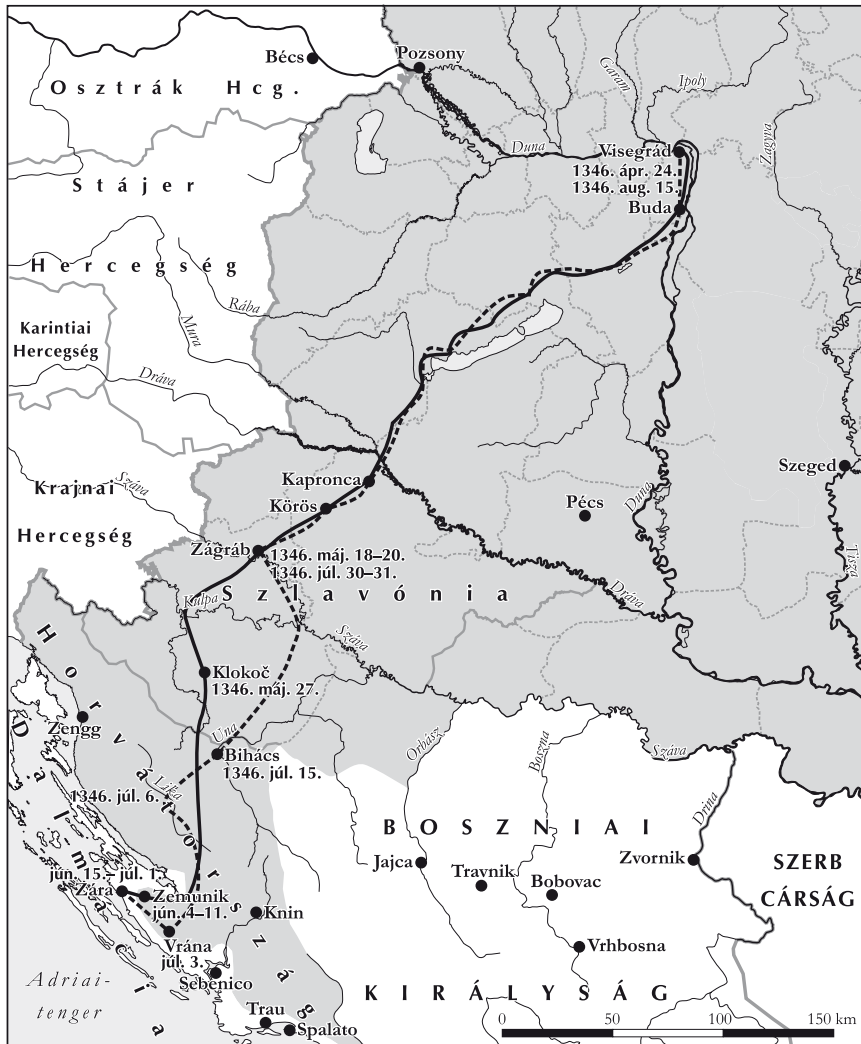 Bécs
Pozsony
Osztrák Hcg.
Garam
Ipoly
Zagyva
Duna
Visegrád
1346. ápr. 24.
1346. aug. 15.
Buda
Stájer
Hercegség
Rába
Mura
Karintiai
Hercegség
Dráva
Szeged
Kapronca
Krajnai
Száva
Hercegség
Körös
Pécs
Duna
Tisza
Zágráb
1346. máj. 18–20.
1346. júl. 30–31.
Szlavónia
Kulpa
Dráva
Száva
Horvátország
Klokoč
1346. máj. 27.
Dalmácia
Zengg
Una
Bihács
1346. júl. 15.
Orbász
Boszna
Száva
Drina
Lika
1346. júl. 6.
BOSZNIAI
Jajca
Travnik
Zvornik
SZERB
Bobovac
CÁRSÁG
jún. 15.– júl. 1.
Zára
Zemunik
jún. 4–11.
Knin
Vrána
júl. 3.
Vrhbosna
Sebenico
Adriai-
tenger
KIRÁLYSÁG
Trau
Spalato
0 50 100 150 km